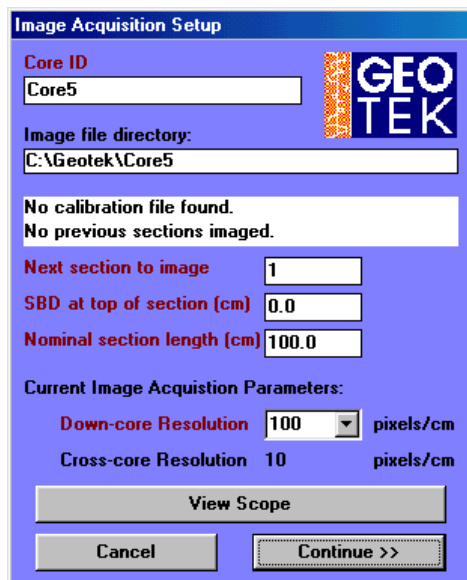 Image Acquisition Setup
Core ID
GEO
TEK
Core5
Image file directory:
C:\Geotek\Core5
No calibration file found.
No previous sections imaged.
Next section to image 1
SBD at top of section (cm) 0.0
Nominal section length (cm) 100.0
Current Image Acquistion Parameters:
Down-core Resolution 100 pixels/cm
Cross-core Resolution 10 pixels/cm
View Scope
Cancel Continue >>